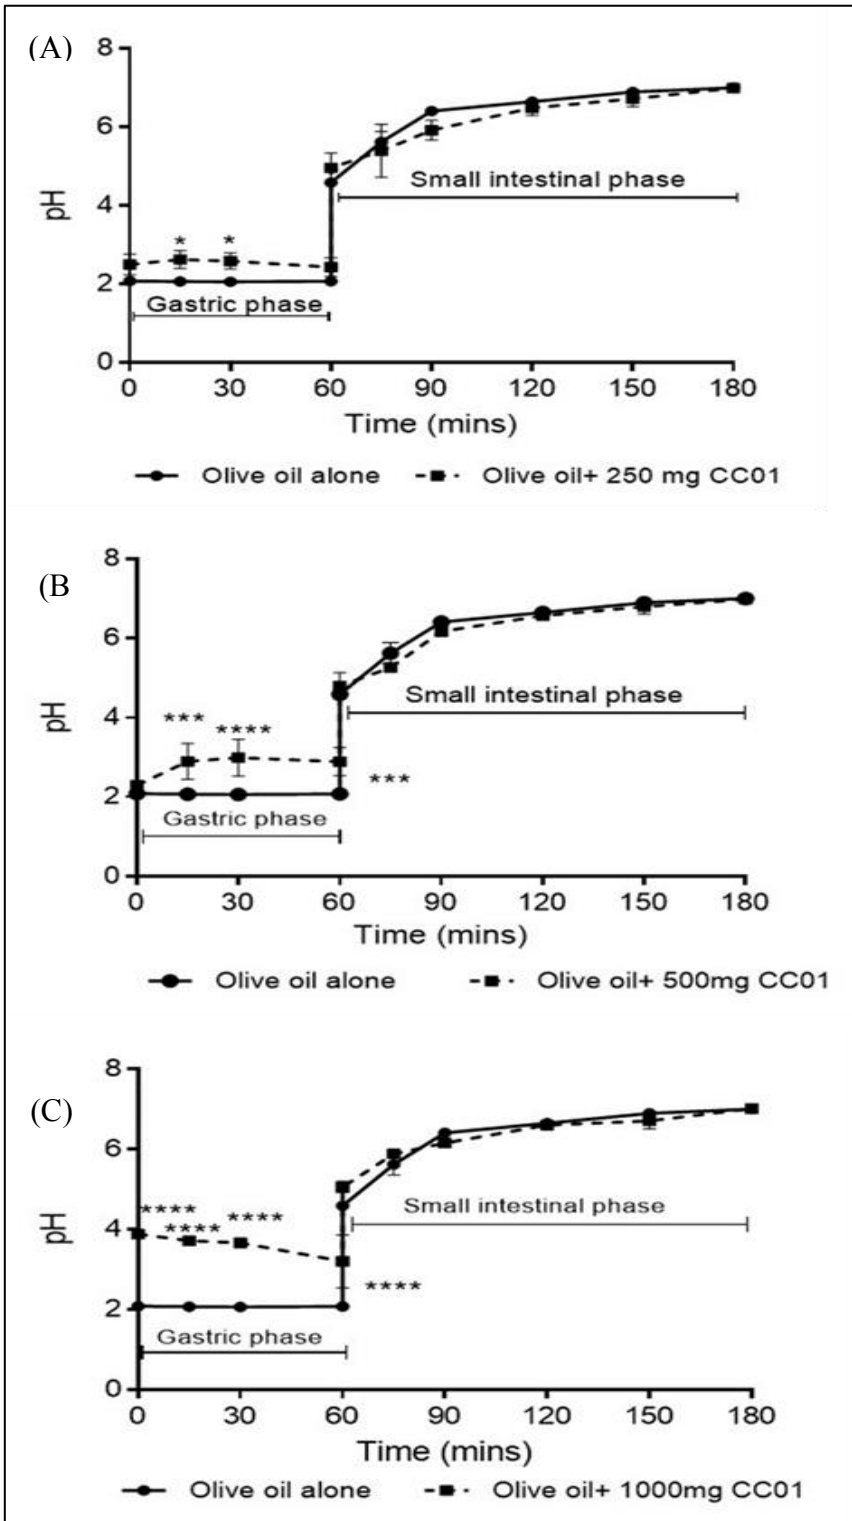 (A)
8
6
4
2
0
pH
* *
Small intestinal phase
Gastric phase
0 30 60 90 120 150 180
Time (mins)
Olive oil alone Olive oil+ 250 mg CC01
(B
8
6
4
2
0
pH
*** ****
Small intestinal phase
***
Gastric phase
0 30 60 90 120 150 180
Time (mins)
Olive oil alone Olive oil+ 500mg CC01
(C)
8
6
4
2
0
pH
**** **** ****
Small intestinal phase
****
Gastric phase
0 30 60 90 120 150 180
Time (mins)
Olive oil alone Olive oil+ 1000mg CC01